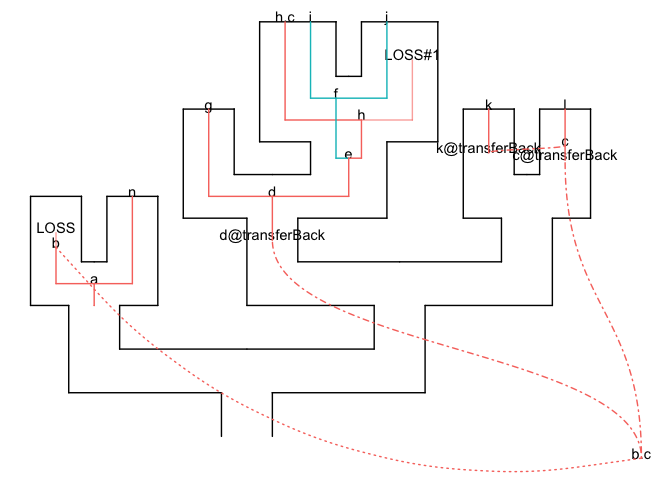 h.c i j
LOSS#1
f
g
h
k l
c
k@transferBack
c@transferBack
e
n
d
LOSS
d@transferBack
b
a
b.c